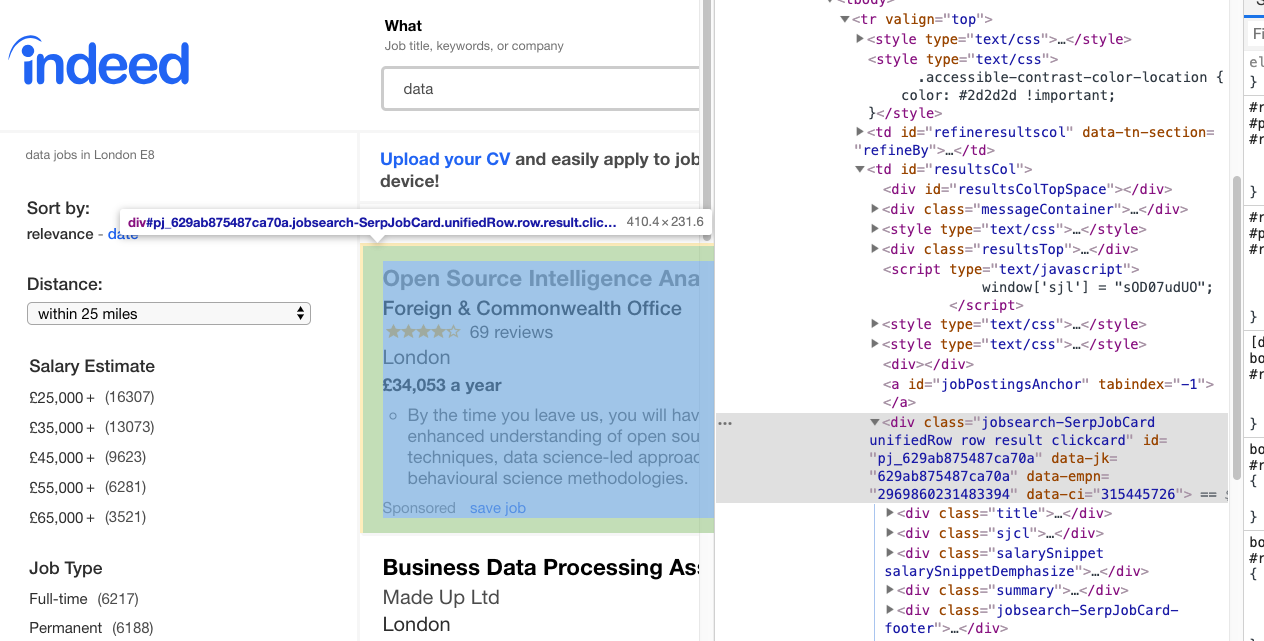 indeed
What
Job title, keywords, or company
data
data jobs in London E8
Upload your CV and easily apply to job
device!
Sort by:
relevance - date
div#pj_629ab875487ca70a.jobsearch-SerpJobCard.unifiedRow.row.result.clic... 410.4 × 231.6
Distance:
within 25 miles
Salary Estimate
£25,000 + (16307)
£35,000 + (13073)
£45,000 + (9623)
£55,000 + (6281)
£65,000 + (3521)
Job Type
Full-time (6217)
Permanent (6188)
Open Source Intelligence Ana
Foreign & Commonwealth Office
69 reviews
London
£34,053 a year
By the time you leave us, you will hav
enhanced understanding of open sou
techniques, data science-led approac
behavioural science methodologies.
Sponsored save job
Business Data Processing Ass
Made Up Ltd
London
<tbody>
▼<tr valign="top">
▶<style type="text/css">…</style>
<style type="text/css">
.accessible-contrast-color-location {
color: #2d2d2d !important;
}</style>
▶<td id="refineresultscol" data-tn-section=
"refineBy">…</td>
▼<td id="resultsCol">
<div id="resultsColTopSpace"></div>
▶<div class="messageContainer">…</div>
▶<style type="text/css">…</style>
▶<div class="resultsTop">…</div>
<script type="text/javascript">
window['sjl'] = "sOD07udUO";
</script>
▶<style type="text/css">…</style>
▶<style type="text/css">…</style>
<div></div>
<a id="jobPostingsAnchor" tabindex="-1">
</a>
… ▼<div class="jobsearch-SerpJobCard
unifiedRow row result clickcard" id=
"pj_629ab875487ca70a" data-jk=
"629ab875487ca70a" data-empn=
"2969860231483394" data-ci="315445726"> == $
▶<div class="title">…</div>
▶<div class="sjcl">…</div>
▶<div class="salarySnippet
salarySnippetDemphasize">…</div>
▶<div class="summary">…</div>
▶<div class="jobsearch-SerpJobCard-
footer">…</div>
Fi
el
}
#r
#p
#r
}
#r
#p
#r
}
[d
bo
#r
}
bo
#r
{
}
bo
#r
{